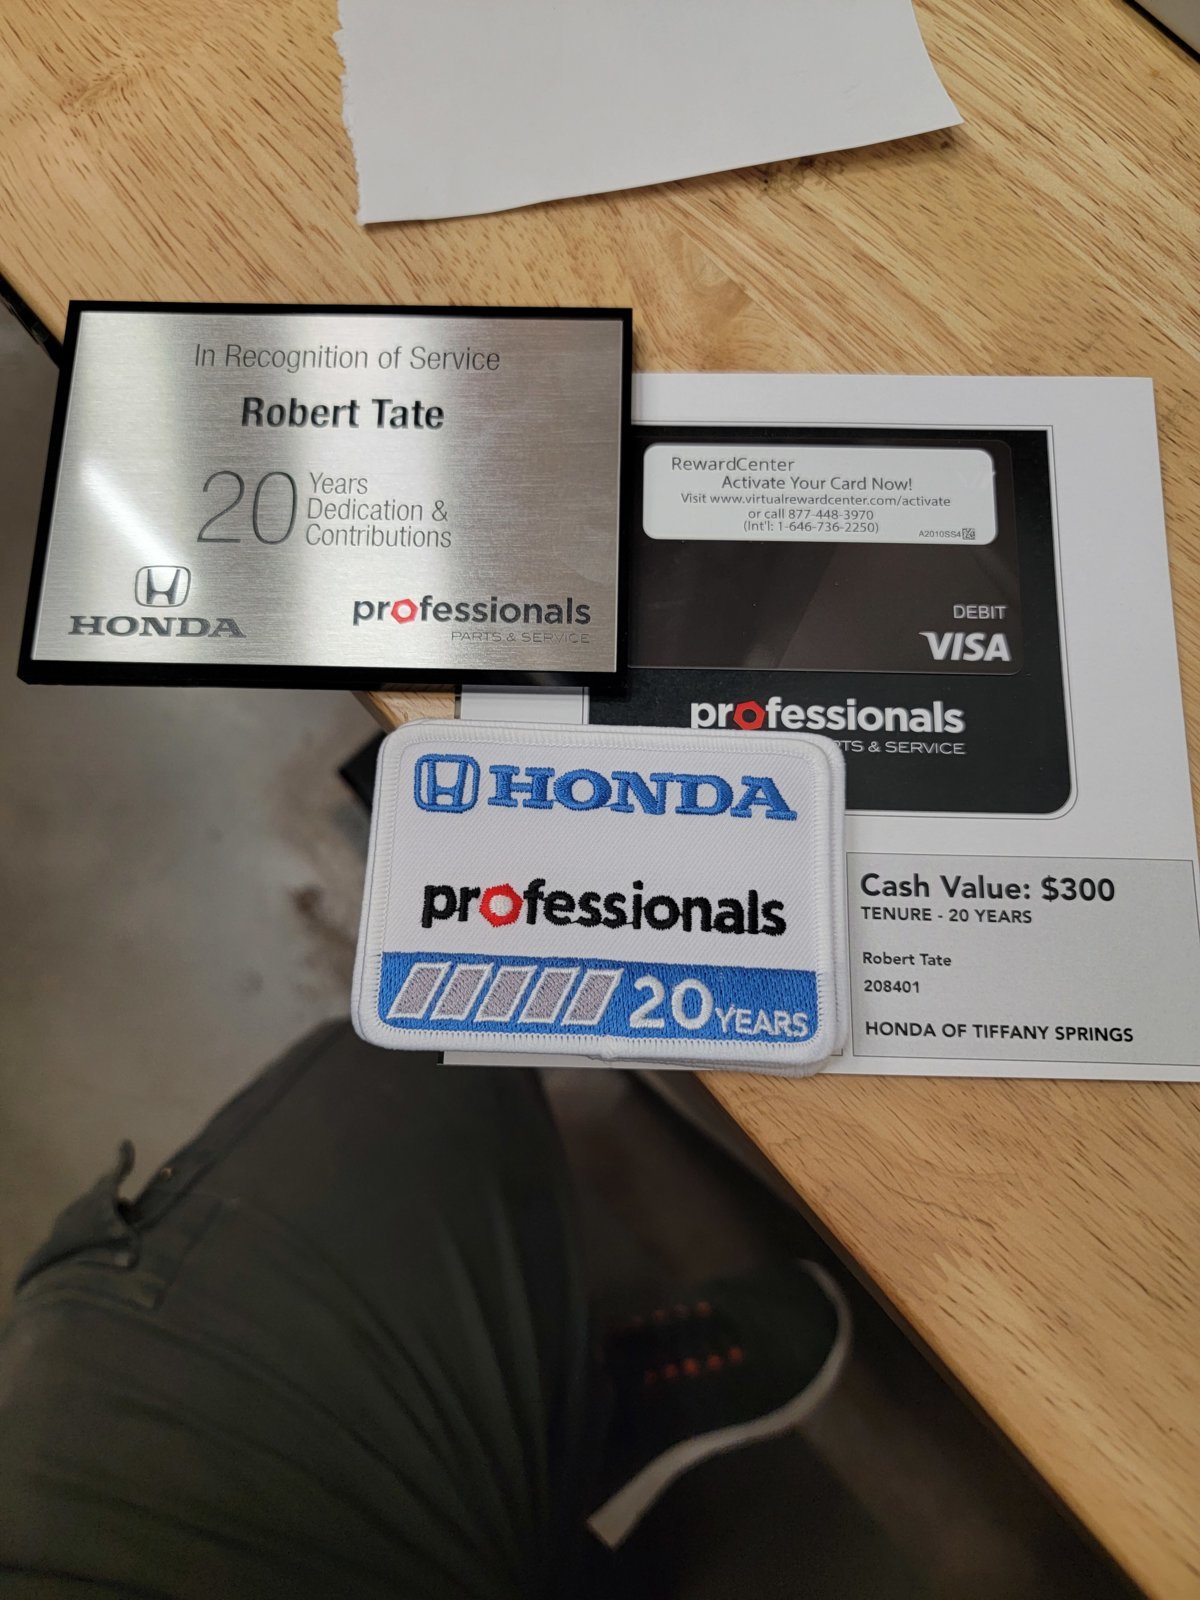 In Recognition of Service
Robert Tate
20 Years
Dedication &
Contributions
HONDA
professionals
PARTS & SERVICE
RewardCenter
Activate Your Card Now!
Visit www.virtualrewardcenter.com/activate
or call 877-448-3970
(Int'l: 1-646-736-2250)
A2010SS4
DEBIT
VISA
professionals
& SERVICE
HONDA
professionals
20 YEARS
Cash Value: $300
TENURE - 20 YEARS
Robert Tate
208401
HONDA OF TIFFANY SPRINGS